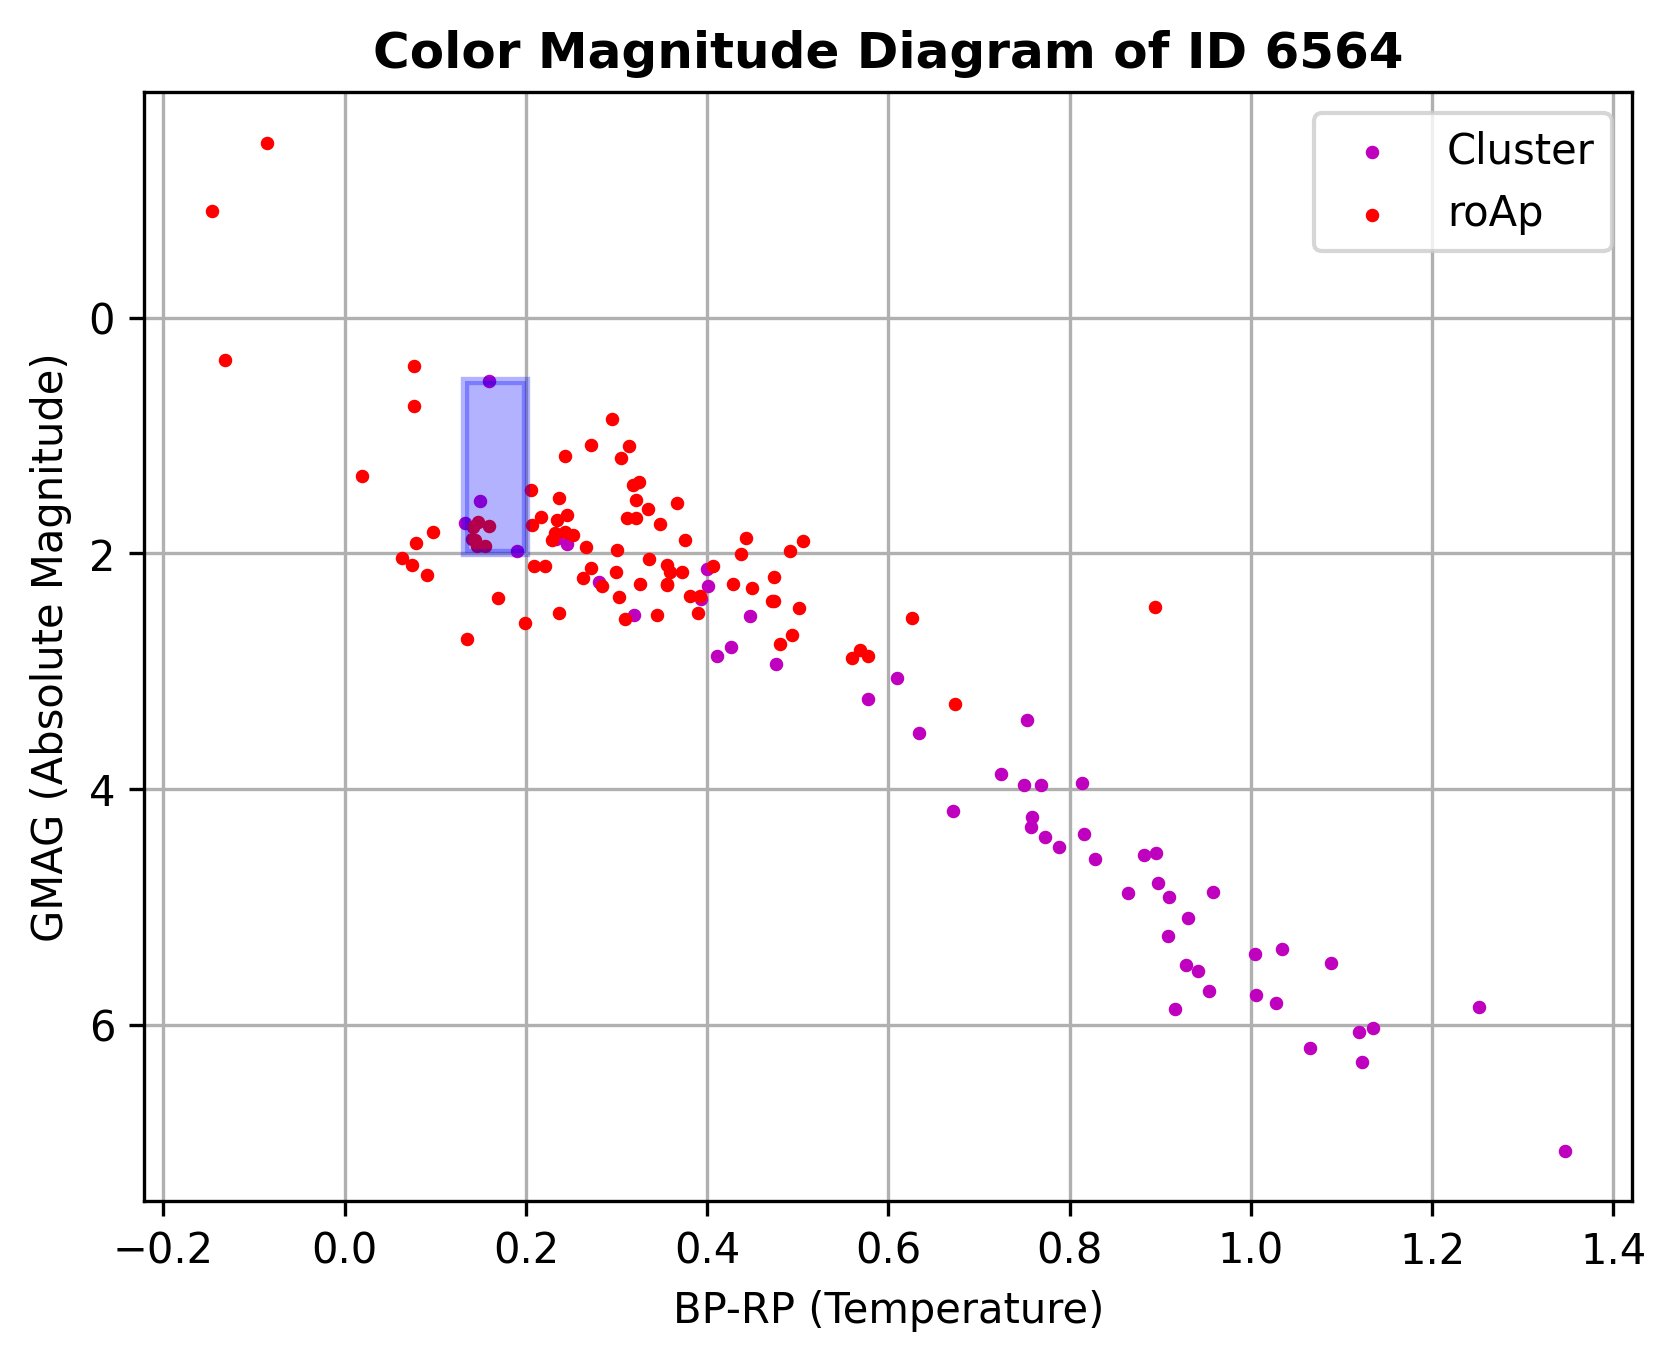 Color Magnitude Diagram of ID 6564
Cluster
roAp
GMAG (Absolute Magnitude)
0
2
4
6
−0.2 0.0 0.2 0.4 0.6 0.8 1.0 1.2 1.4
BP-RP (Temperature)